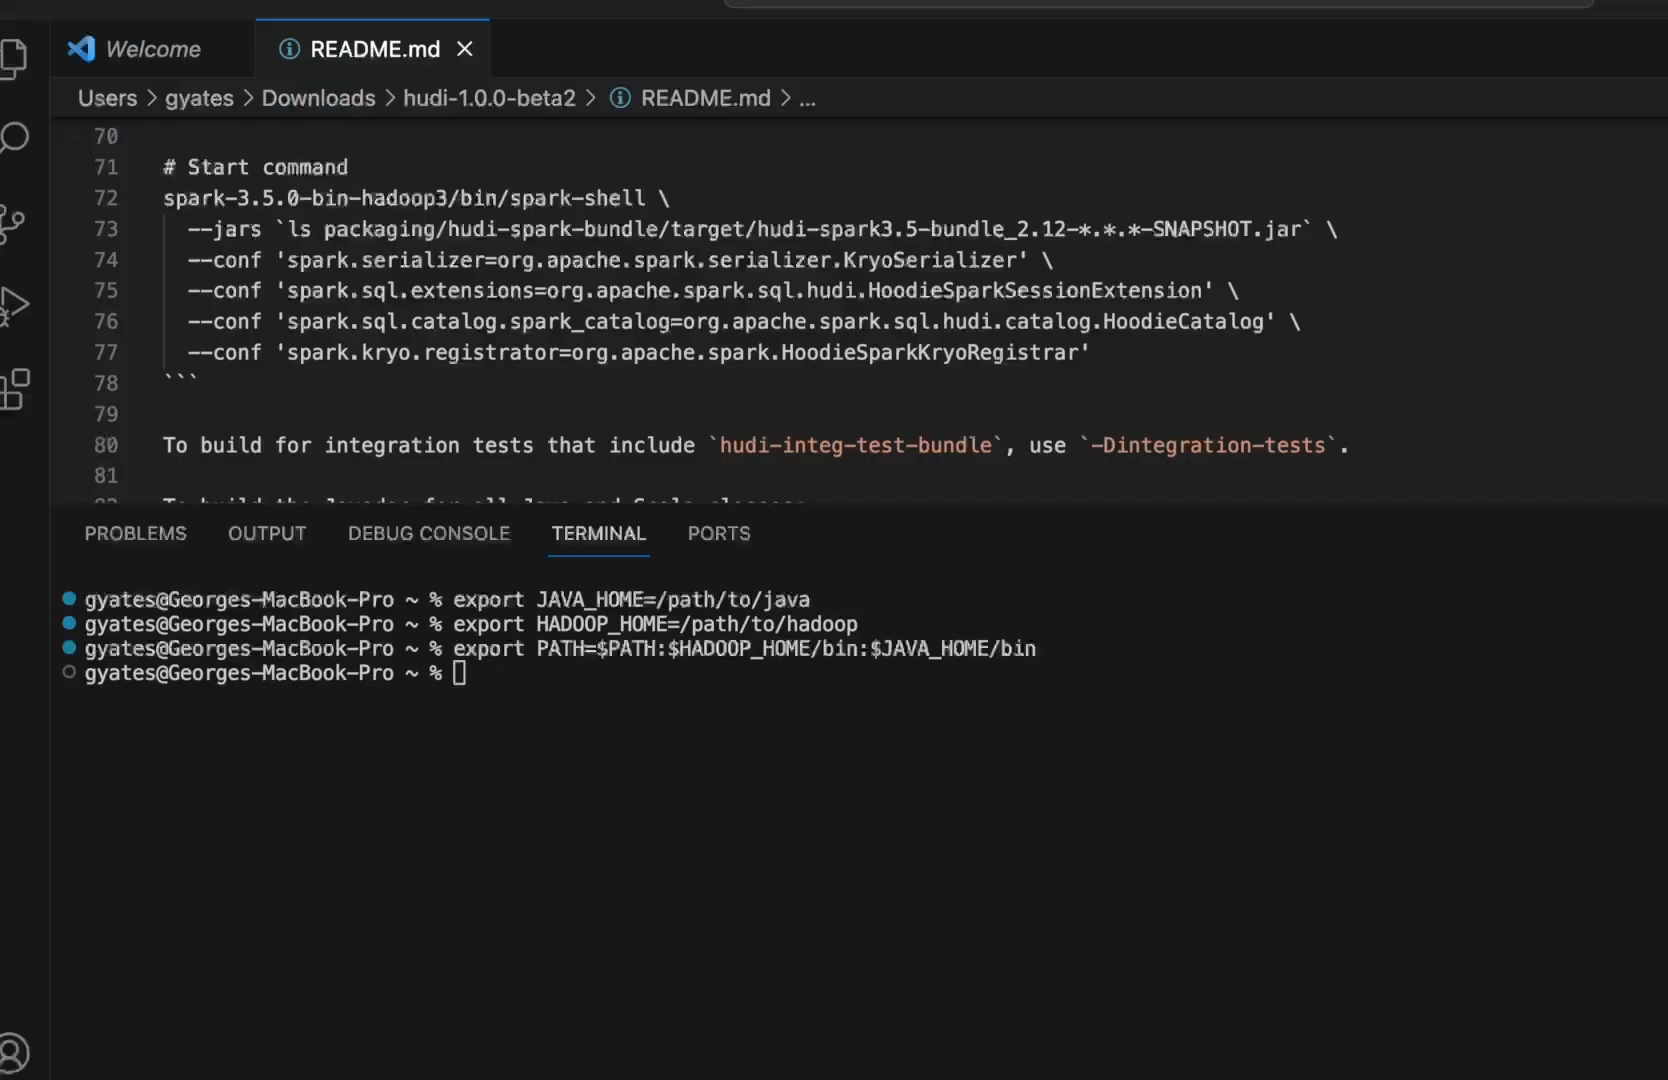 Welcome
README.md
Users > gyates > Downloads > hudi-1.0.0-beta2 > README.md > ...
70
71 # Start command
72 spark-3.5.0-bin-hadoop3/bin/spark-shell \
73 --jars `ls packaging/hudi-spark-bundle/target/hudi-spark3.5-bundle_2.12-*.*.*-SNAPSHOT.jar` \
74 --conf 'spark.serializer=org.apache.spark.serializer.KryoSerializer' \
75 --conf 'spark.sql.extensions=org.apache.spark.sql.hudi.HoodieSparkSessionExtension' \
76 --conf 'spark.sql.catalog.spark_catalog=org.apache.spark.sql.hudi.catalog.HoodieCatalog' \
77 --conf 'spark.kryo.registrator=org.apache.spark.HoodieSparkKryoRegistrar'
78 ```
79
80 To build for integration tests that include `hudi-integ-test-bundle`, use `-Dintegration-tests`.
81
PROBLEMS OUTPUT DEBUG CONSOLE TERMINAL PORTS
gyates@Georges-MacBook-Pro ~ % export JAVA_HOME=/path/to/java
gyates@Georges-MacBook-Pro ~ % export HADOOP_HOME=/path/to/hadoop
gyates@Georges-MacBook-Pro ~ % export PATH=$PATH:$HADOOP_HOME/bin:$JAVA_HOME/bin
gyates@Georges-MacBook-Pro ~ %